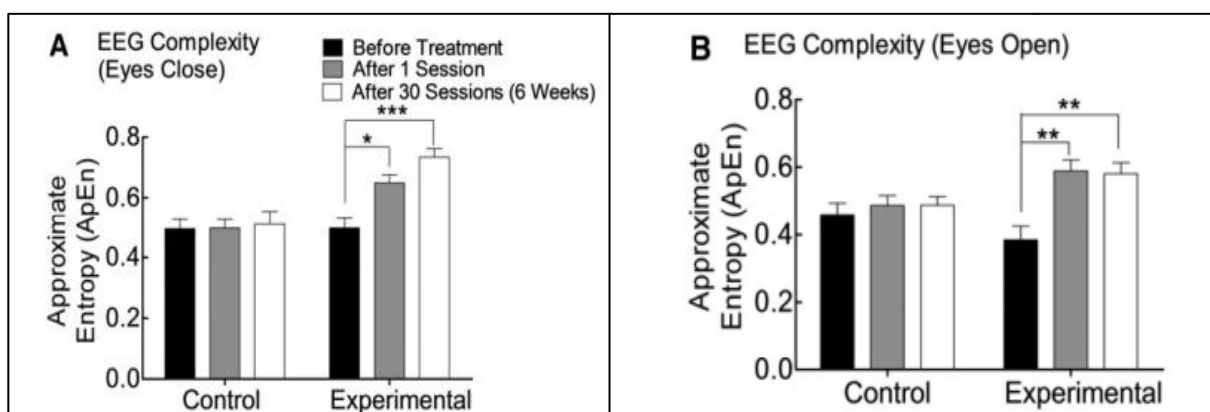 A EEG Complexity
(Eyes Close)
Before Treatment
After 1 Session
After 30 Sessions (6 Weeks)
***
*
0.8
0.6
0.4
0.2
0.0
Approximate
Entropy (ApEn)
Control Experimental
B EEG Complexity (Eyes Open)
**
**
0.8
0.6
0.4
0.2
0.0
Approximate
Entropy (ApEn)
Control Experimental